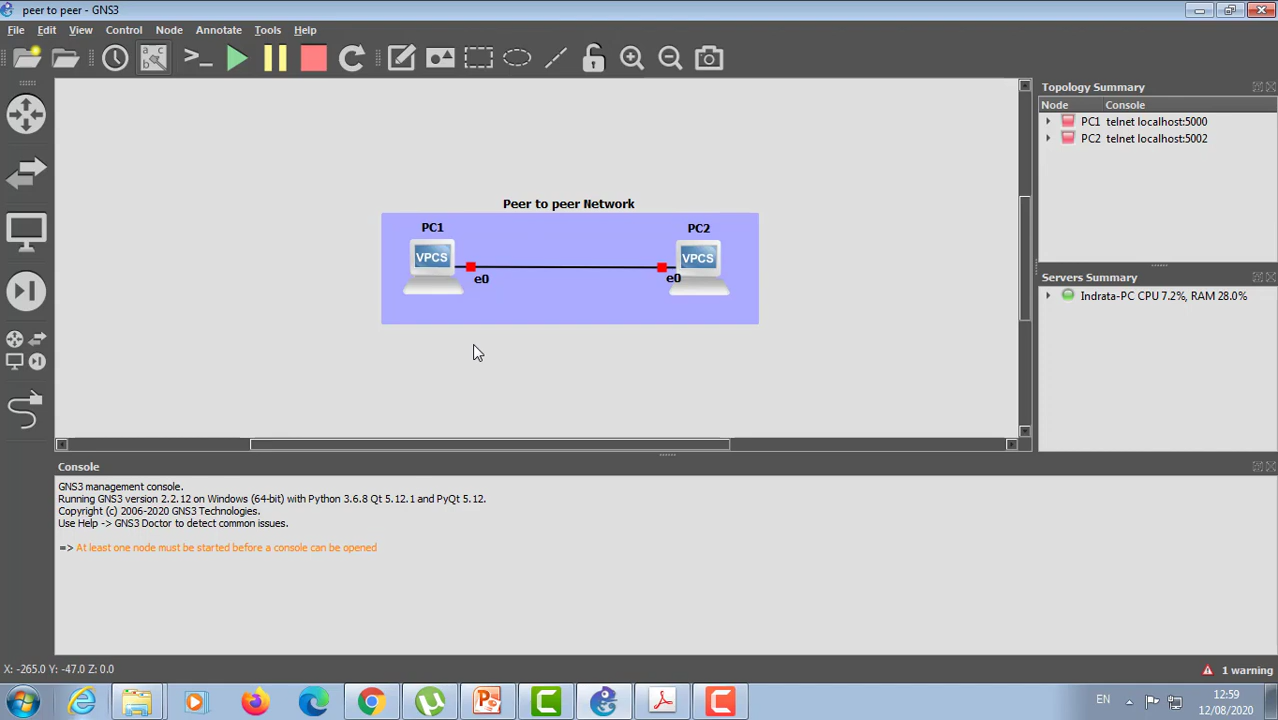 peer to peer - GNS3
File Edit View Control Node Annotate Tools Help
Topology Summary
Node Console
PC1 telnet localhost:5000
PC2 telnet localhost:5002
Peer to peer Network
PC1 PC2
VPCS VPCS
e0 e0
Servers Summary
Indrata-PC CPU 7.2%, RAM 28.0%
Console
GNS3 management console.
Running GNS3 version 2.2.12 on Windows (64-bit) with Python 3.6.8 Qt 5.12.1 and PyQt 5.12.
Copyright (c) 2006-2020 GNS3 Technologies.
Use Help -> GNS3 Doctor to detect common issues.
=> At least one node must be started before a console can be opened
X: -265.0 Y: -47.0 Z: 0.0
1 warning
EN
12:59
12/08/2020